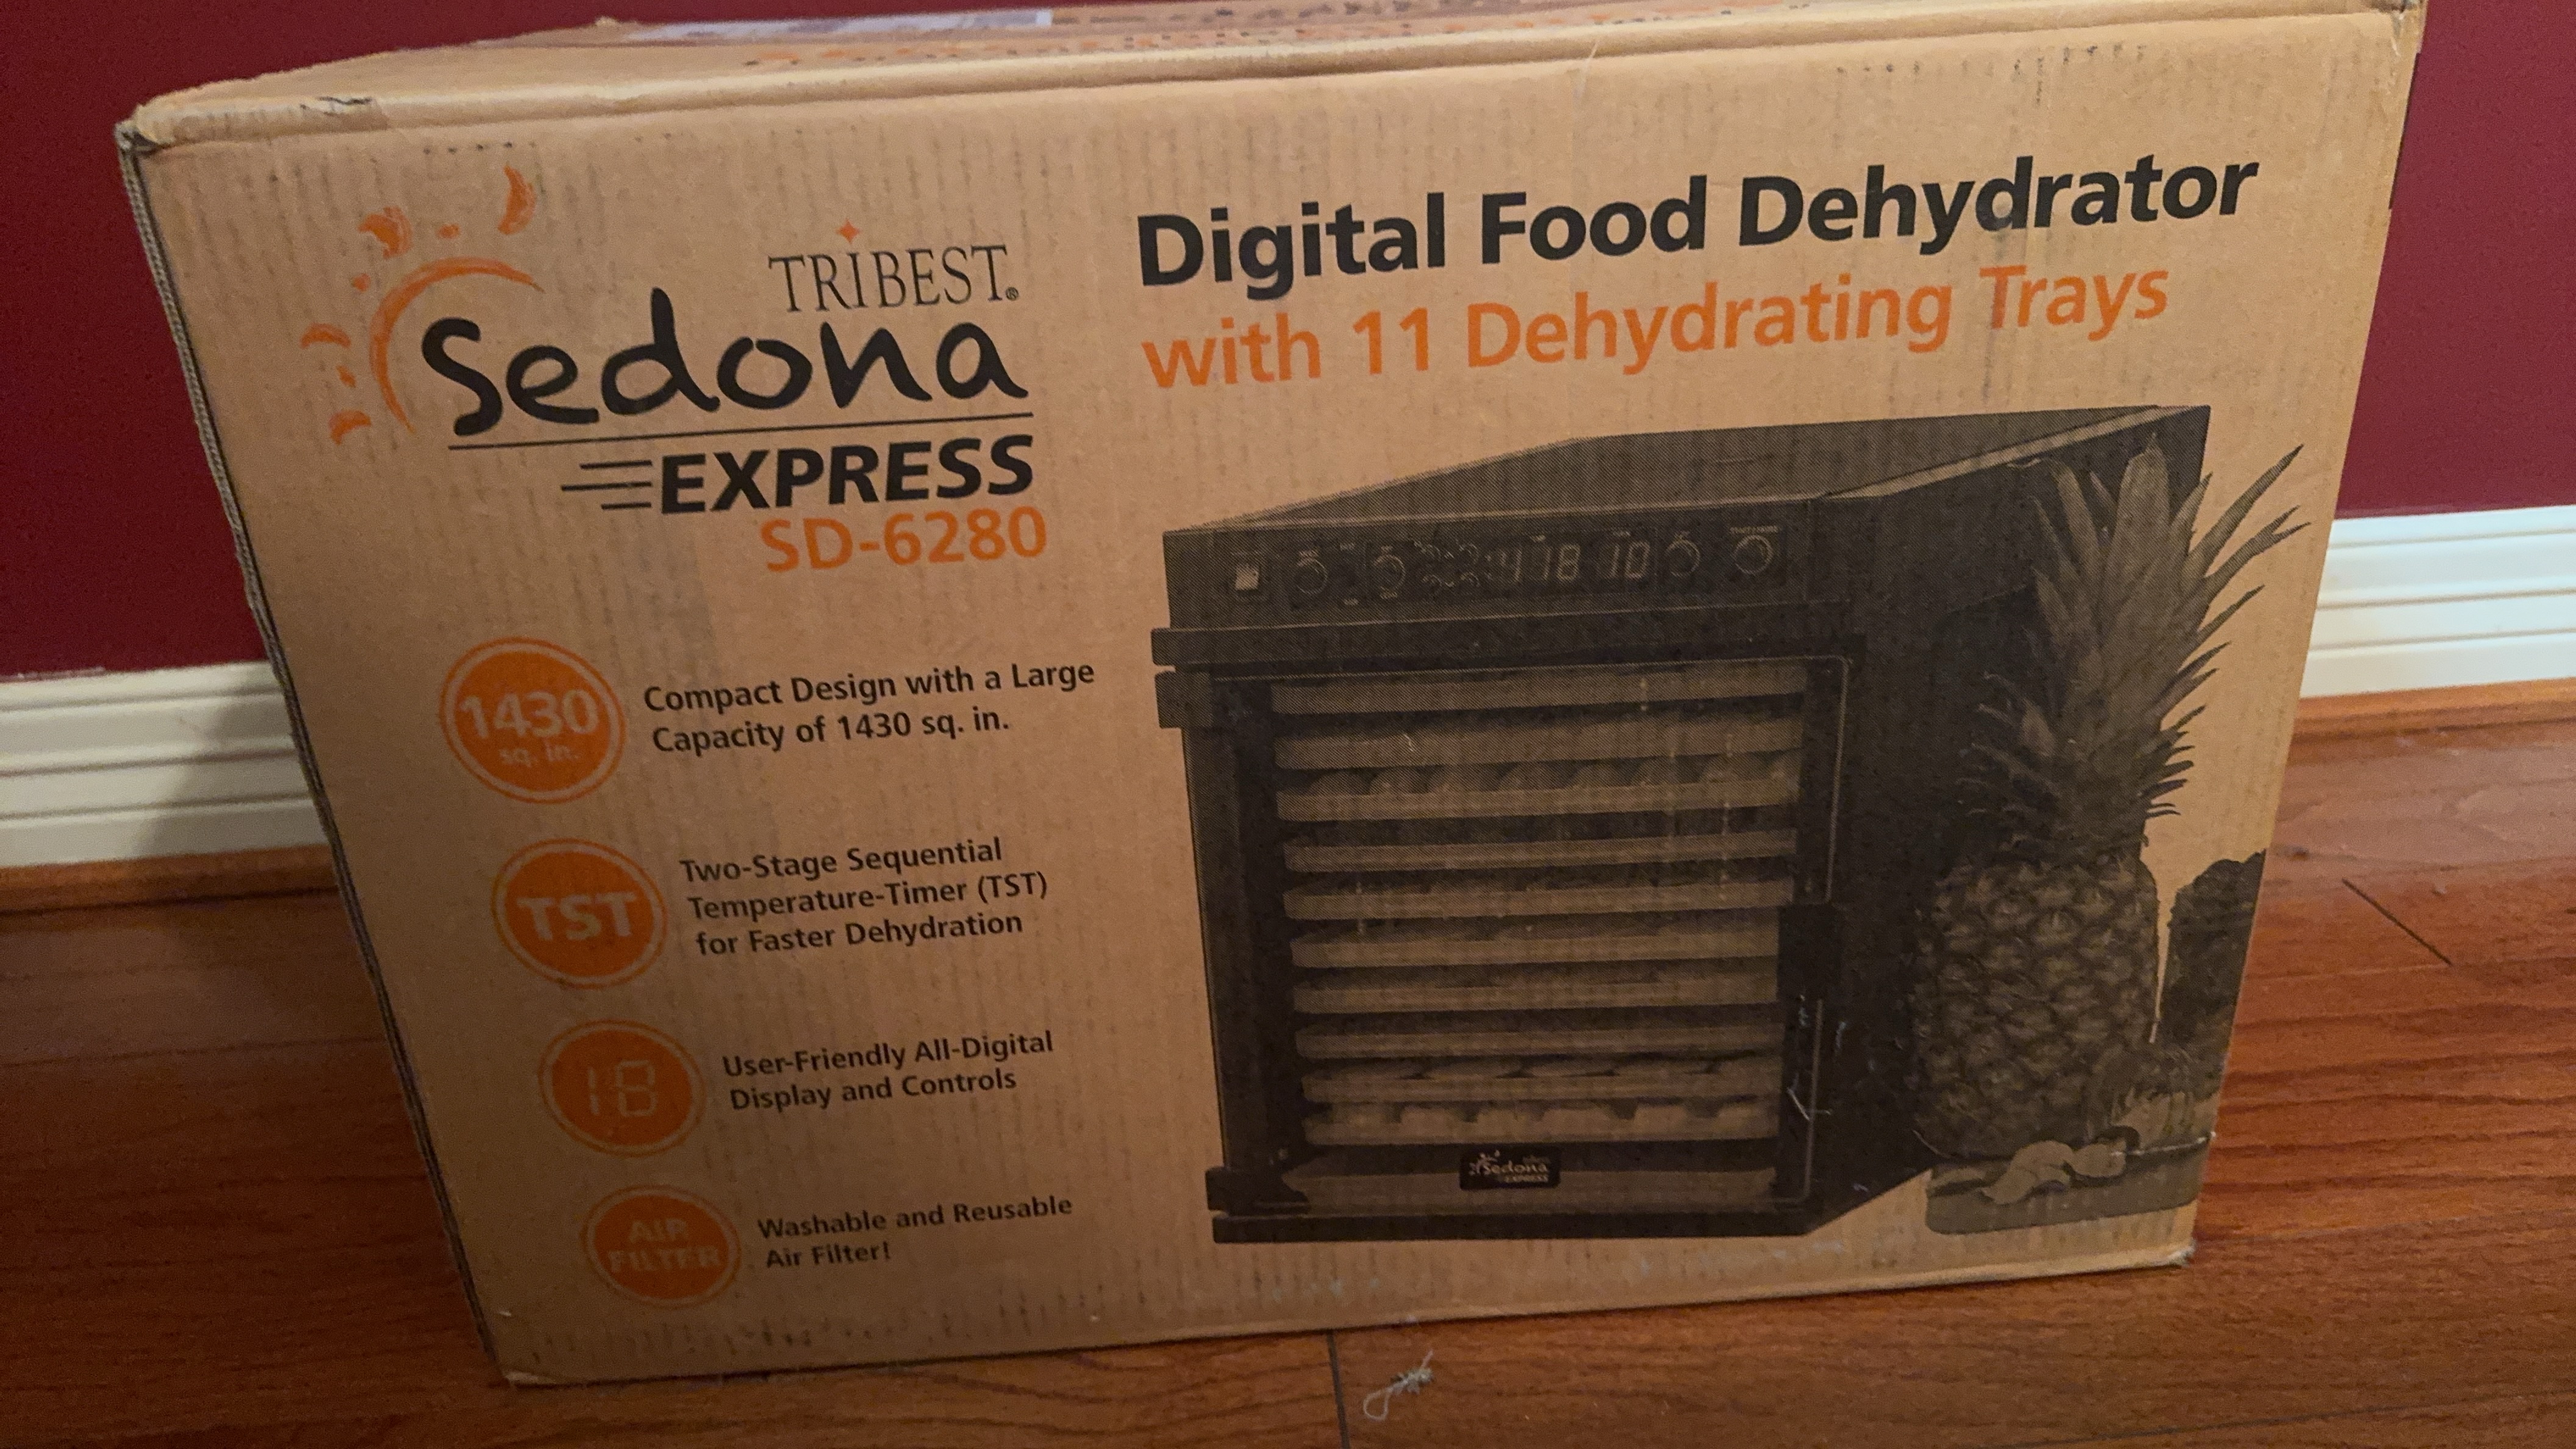 TRIBEST®
Sedona
EXPRESS
SD-6280
Digital Food Dehydrator
with 11 Dehydrating Trays
1430
sq. in.
Compact Design with a Large
Capacity of 1430 sq. in.
TST
Two-Stage Sequential
Temperature-Timer (TST)
for Faster Dehydration
18
User-Friendly All-Digital
Display and Controls
AIR
FILTER
Washable and Reusable
Air Filter!
Sedona
EXPRESS